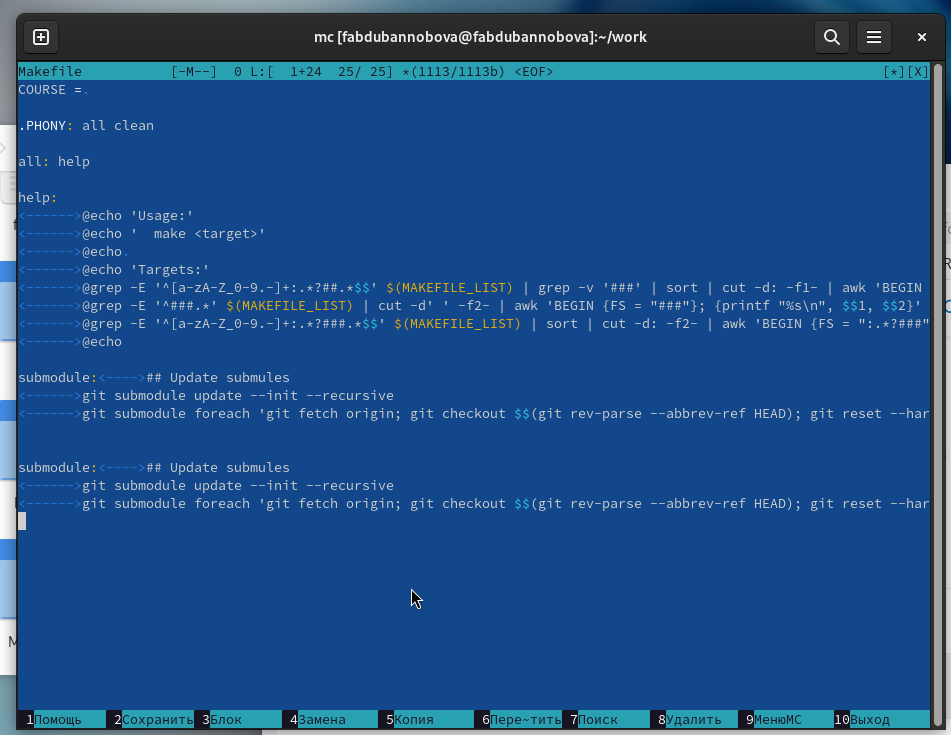 mc [fabdubannobova@fabdubannobova]:~/work
Makefile [-M--] 0 L:[ 1+24 25/ 25] *(1113/1113b) <EOF> [*][X]
COURSE =.
.PHONY: all clean
all: help
help:
<------>@echo 'Usage:'
<------>@echo '  make <target>'
<------>@echo.
<------>@echo 'Targets:'
<------>@grep -E '^[a-zA-Z_0-9.-]+:.*?##.*$$' $(MAKEFILE_LIST) | grep -v '###' | sort | cut -d: -f1- | awk 'BEGIN
<------>@grep -E '^###.*' $(MAKEFILE_LIST) | cut -d' ' -f2- | awk 'BEGIN {FS = "###"}; {printf "%s\n", $$1, $$2}'
<------>@grep -E '^[a-zA-Z_0-9.-]+:.*?###.*$$' $(MAKEFILE_LIST) | sort | cut -d: -f2- | awk 'BEGIN {FS = ":.*?###"
<------>@echo
submodule:<---->## Update submules
<------>git submodule update --init --recursive
<------>git submodule foreach 'git fetch origin; git checkout $$(git rev-parse --abbrev-ref HEAD); git reset --har
submodule:<---->## Update submules
<------>git submodule update --init --recursive
<------>git submodule foreach 'git fetch origin; git checkout $$(git rev-parse --abbrev-ref HEAD); git reset --har
1Помощь 2Сохранить 3Блок 4Замена 5Копия 6Пере~тить 7Поиск 8Удалить 9МенюMC 10Выход